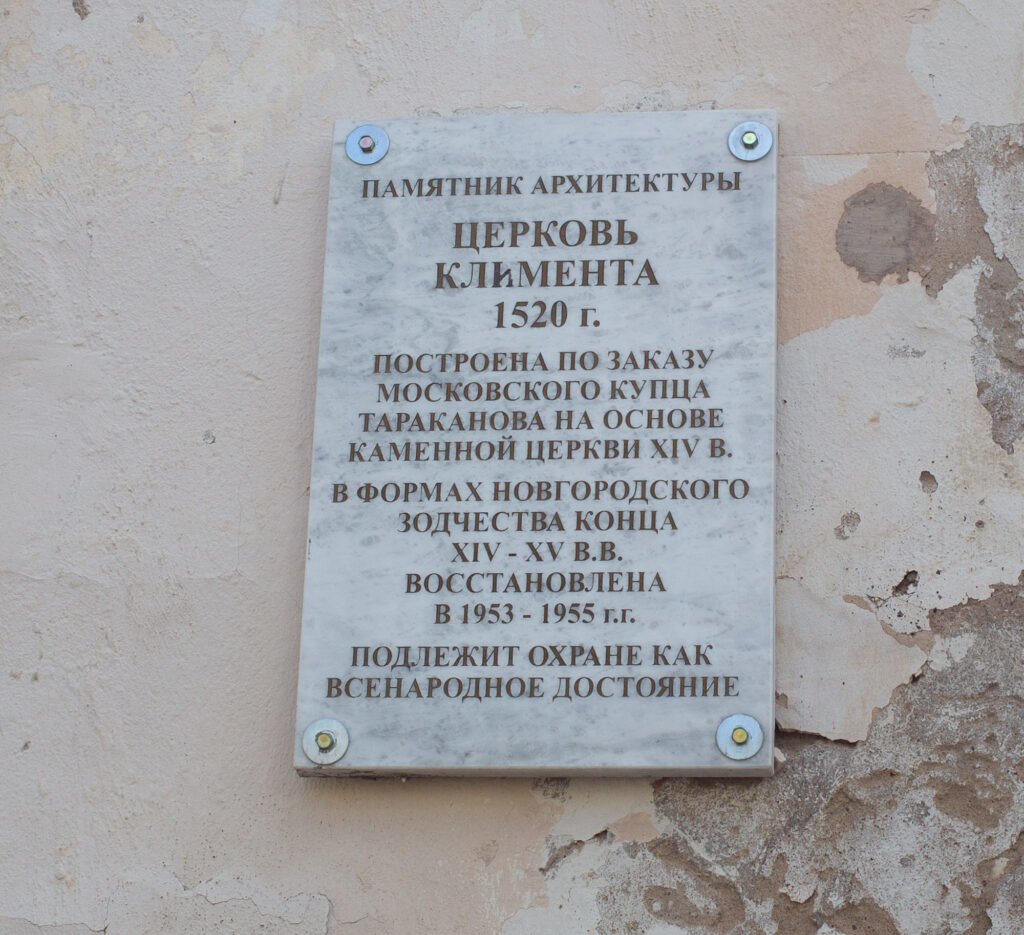 ПАМЯТНИК АРХИТЕКТУРЫ
ЦЕРКОВЬ
КЛИМЕНТА
1520 г.
ПОСТРОЕНА ПО ЗАКАЗУ
МОСКОВСКОГО КУПЦА
ТАРАКАНОВА НА ОСНОВЕ
КАМЕННОЙ ЦЕРКВИ XIV В.
В ФОРМАХ НОВГОРОДСКОГО
ЗОДЧЕСТВА КОНЦА
XIV - XV В.В.
ВОССТАНОВЛЕНА
В 1953 - 1955 г.г.
ПОДЛЕЖИТ ОХРАНЕ КАК
ВСЕНАРОДНОЕ ДОСТОЯНИЕ